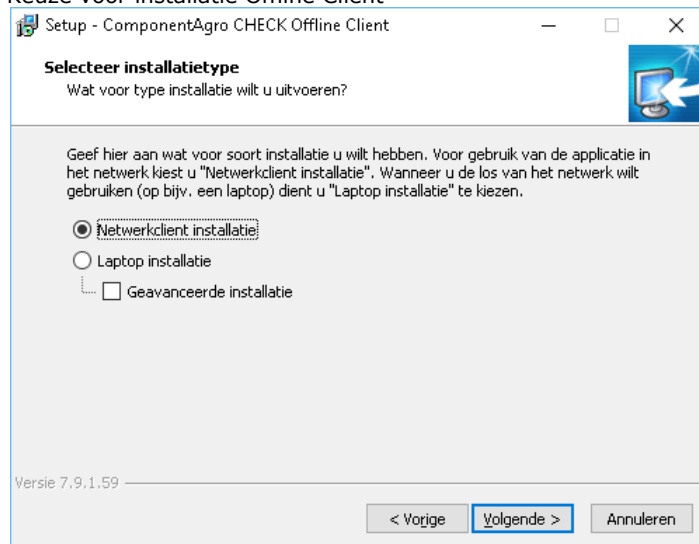 Keuze voor installatie Offline Client
Setup - ComponentAgro CHECK Offline Client
Selecteer installatietype
Wat voor type installatie wilt u uitvoeren?
Geef hier aan wat voor soort installatie u wilt hebben. Voor gebruik van de applicatie in
het netwerk kiest u "Netwerkclient installatie". Wanneer u de los van het netwerk wilt
gebruiken (op bijv. een laptop) dient u "Laptop installatie" te kiezen.
Netwerkclient installatie
Laptop installatie
Geavanceerde installatie
Versie 7.9.1.59
< Vorige Volgende > Annuleren